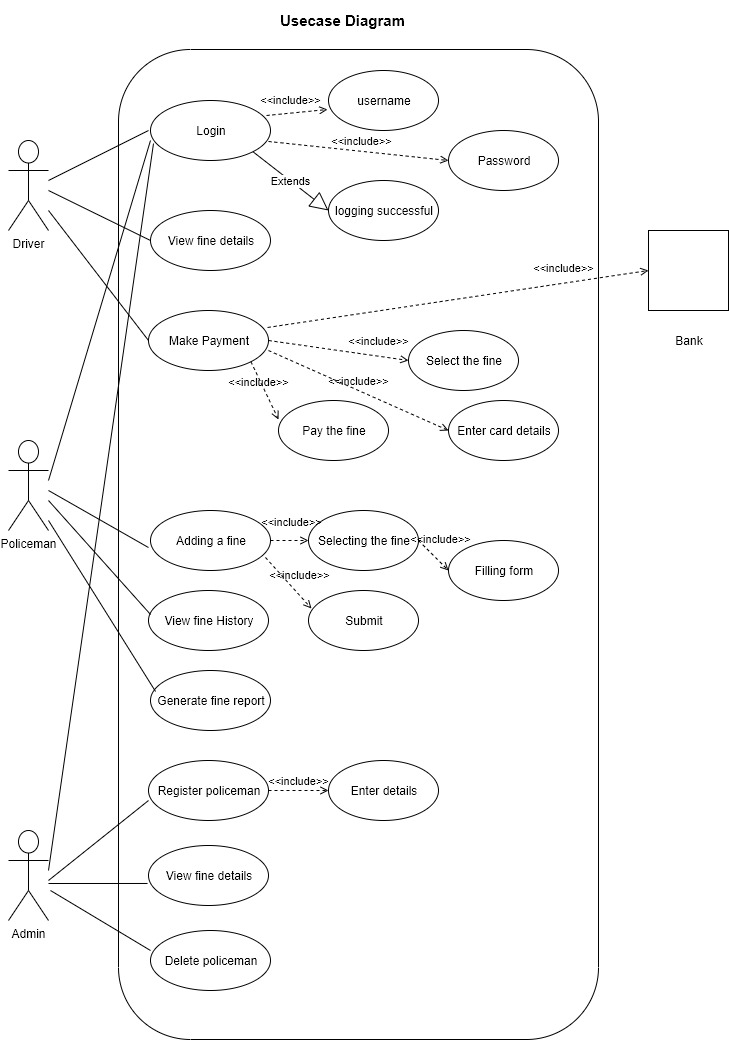 Usecase Diagram
<<include>>
username
Login
<<include>>
Password
Extends
logging successful
Driver
View fine details
<<include>>
Make Payment
<<include>>
Select the fine
Bank
<<include>>
<<include>>
Pay the fine
Enter card details
Policeman
Adding a fine
<<include>>
Selecting the fine
<<include>>
Filling form
<<include>>
View fine History
Submit
Generate fine report
Register policeman
<<include>>
Enter details
View fine details
Admin
Delete policeman